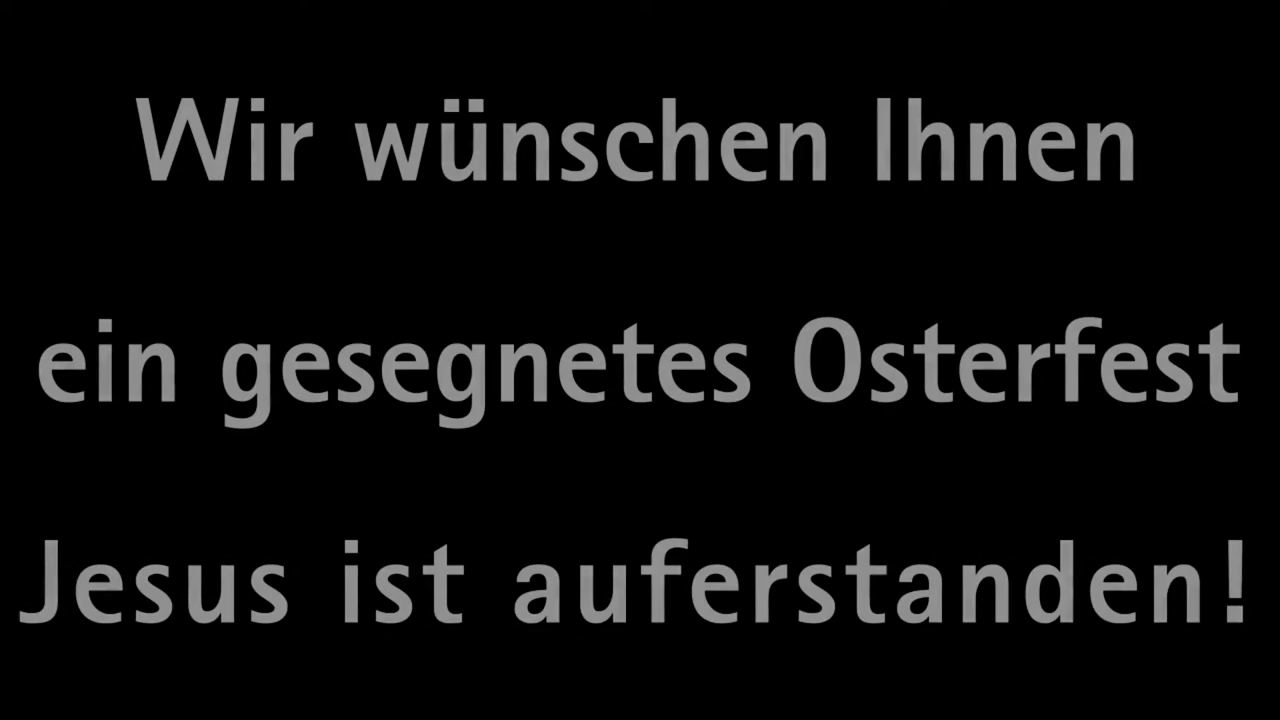 Wir wünschen Ihnen
ein gesegnetes Osterfest
Jesus ist auferstanden!